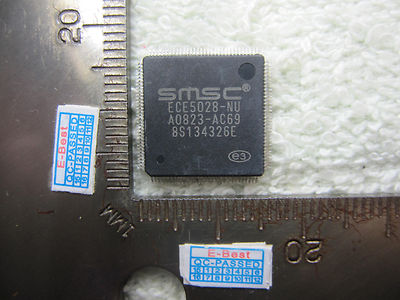 20
SMSC®
ECE5028-NU
A0823-AC69
8S134326E
e3
E-Best
QC-PASSED
1MM
20
E-Best
QC-PASSED